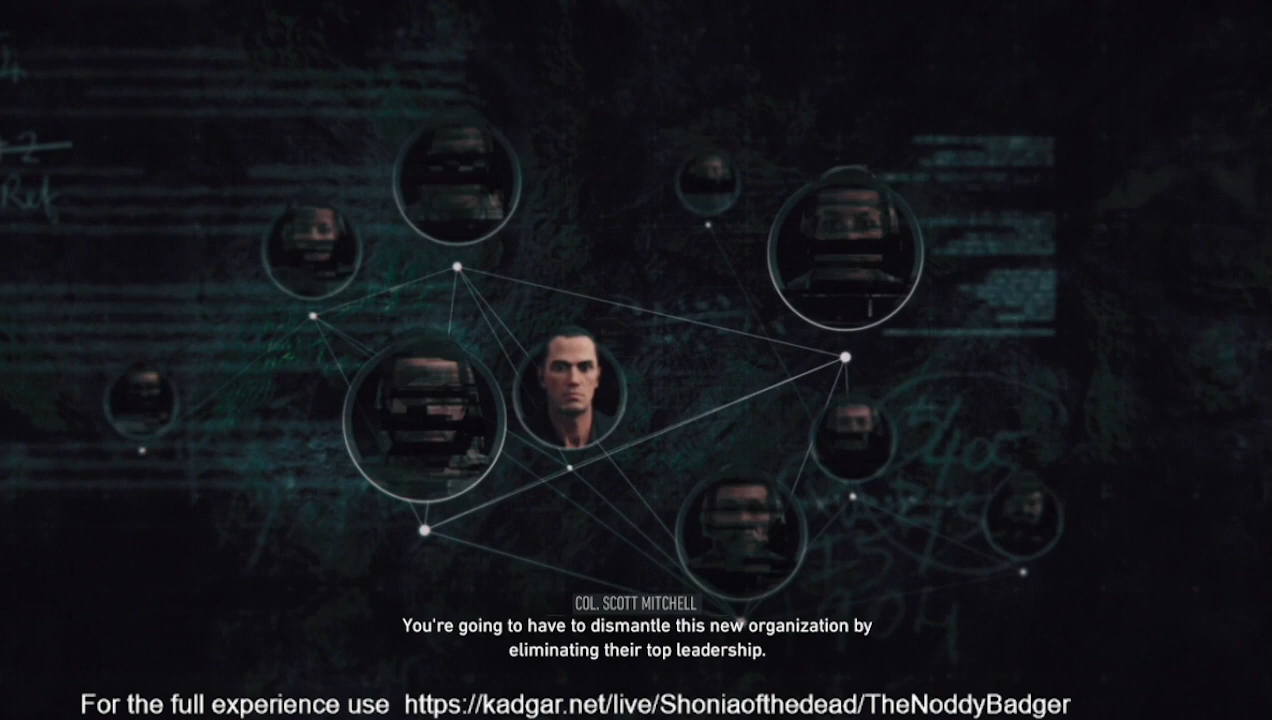 COL. SCOTT MITCHELL
You're going to have to dismantle this new organization by
eliminating their top leadership.
For the full experience use https://kadgar.net/live/Shoniaofthedead/TheNoddyBadger